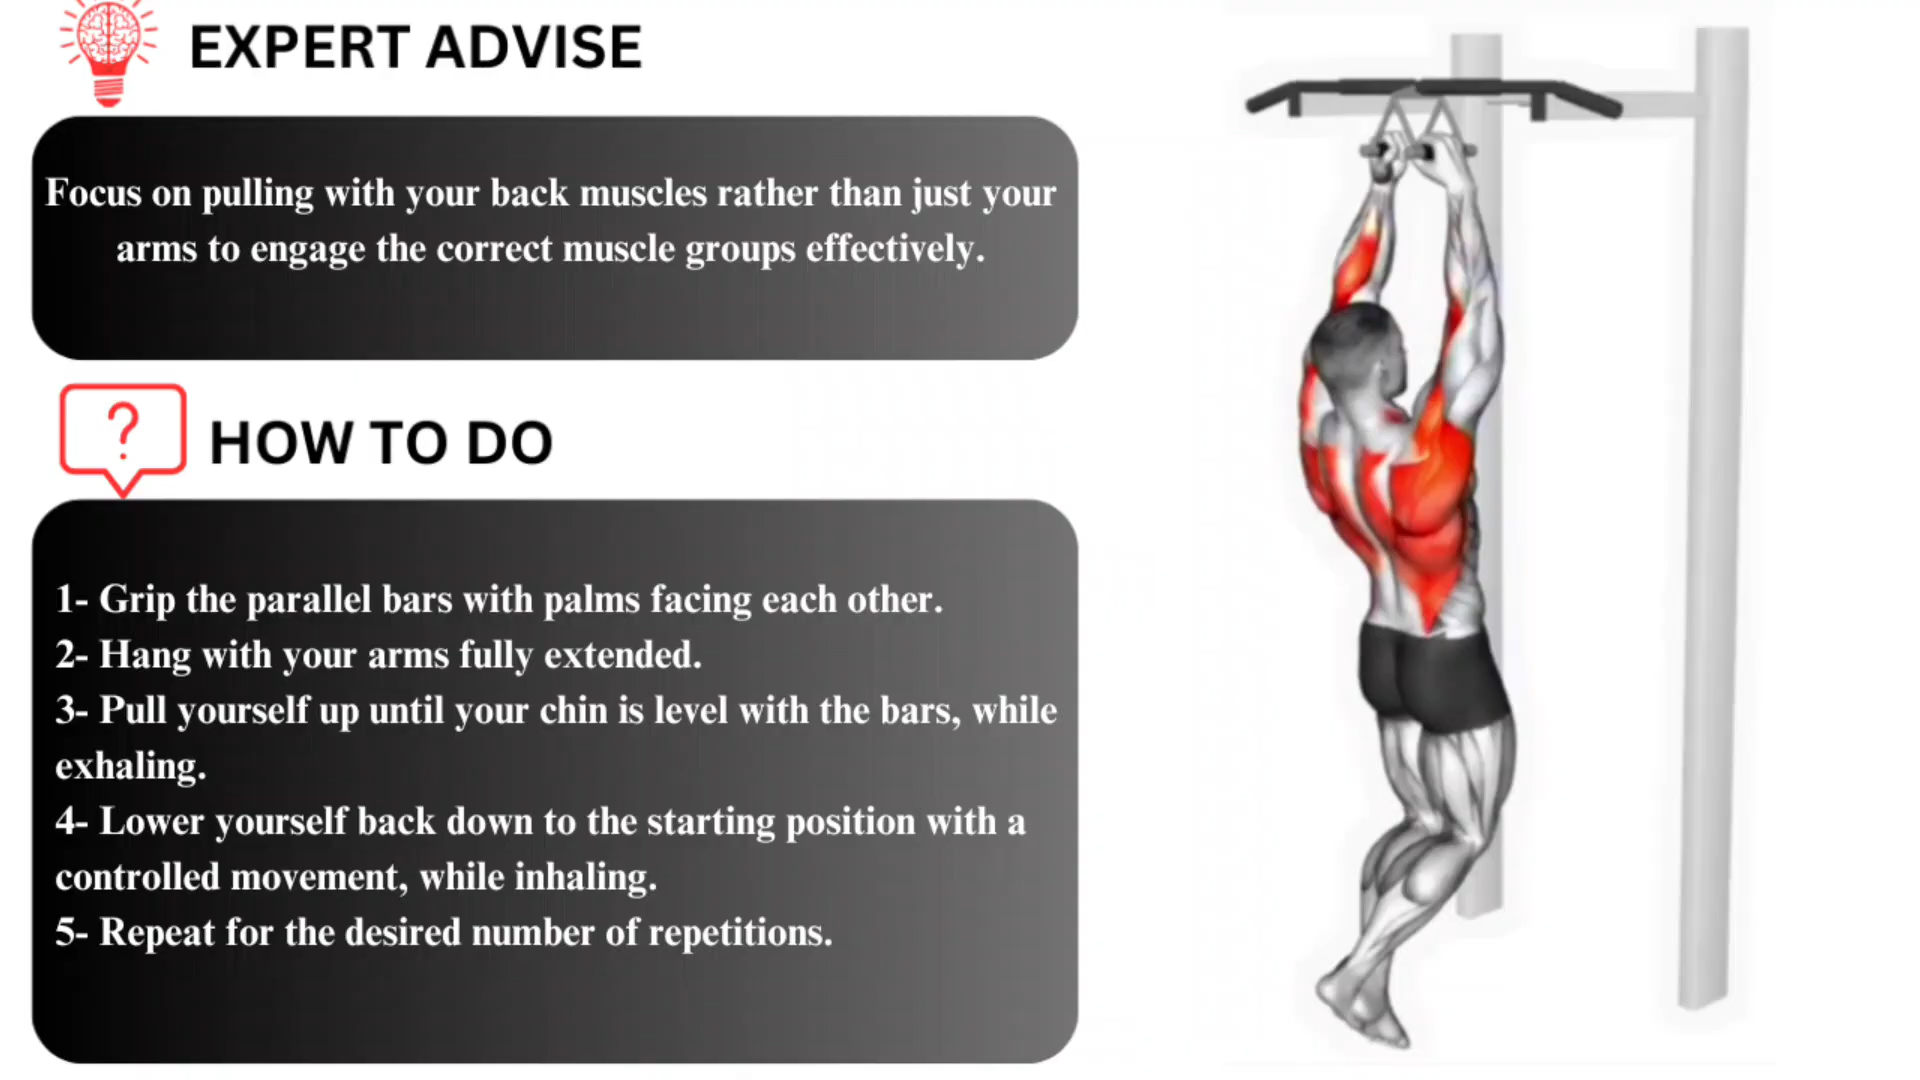 EXPERT ADVISE
Focus on pulling with your back muscles rather than just your
arms to engage the correct muscle groups effectively.
?
HOW TO DO
1- Grip the parallel bars with palms facing each other.
2- Hang with your arms fully extended.
3- Pull yourself up until your chin is level with the bars, while
exhaling.
4- Lower yourself back down to the starting position with a
controlled movement, while inhaling.
5- Repeat for the desired number of repetitions.